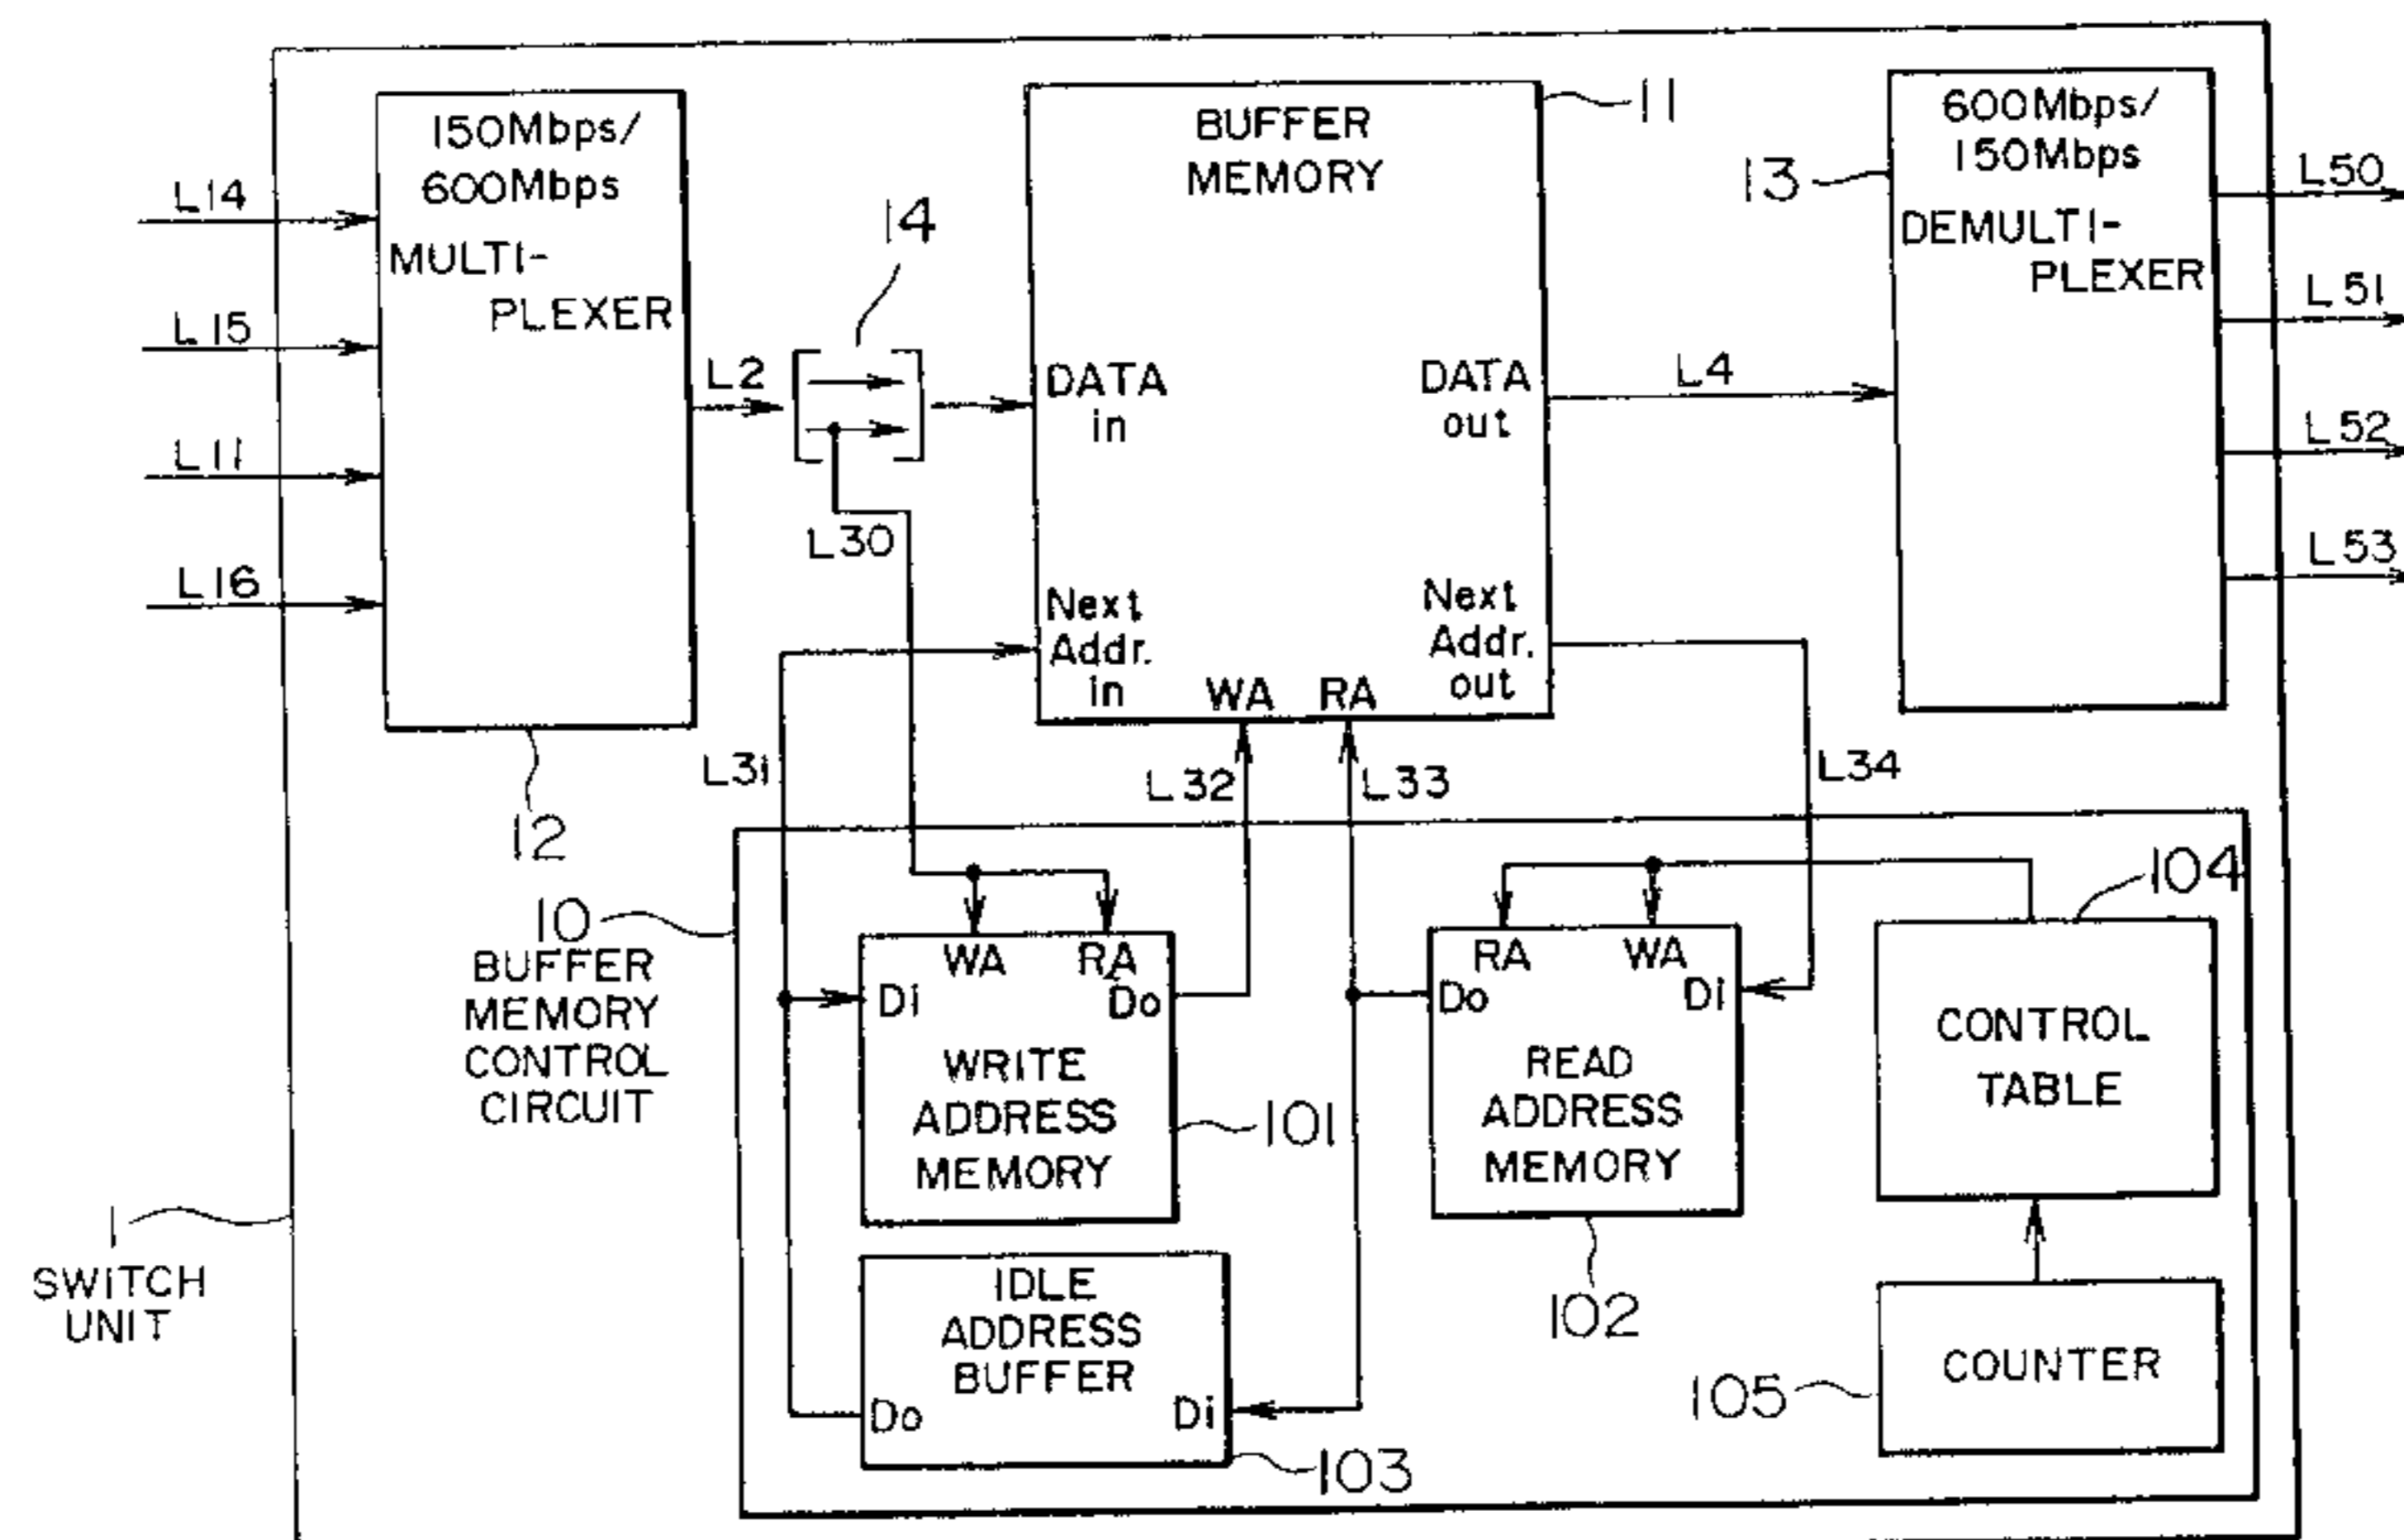 150Mbps/
600Mbps
MULTI-
PLEXER
L14
L15
L11
L16
12
L2
14
L30
BUFFER
MEMORY
11
DATA
in
DATA
out
Next
Addr.
in
Next
Addr.
out
WA
RA
L4
600Mbps/
150Mbps
DEMULTI-
PLEXER
13
L50
L51
L52
L53
L31
L32
L33
L34
10
BUFFER
MEMORY
CONTROL
CIRCUIT
WA
RA
Di
Do
WRITE
ADDRESS
MEMORY
101
RA
WA
Do
Di
READ
ADDRESS
MEMORY
102
104
CONTROL
TABLE
IDLE
ADDRESS
BUFFER
Do
Di
103
COUNTER
105
1
SWITCH
UNIT